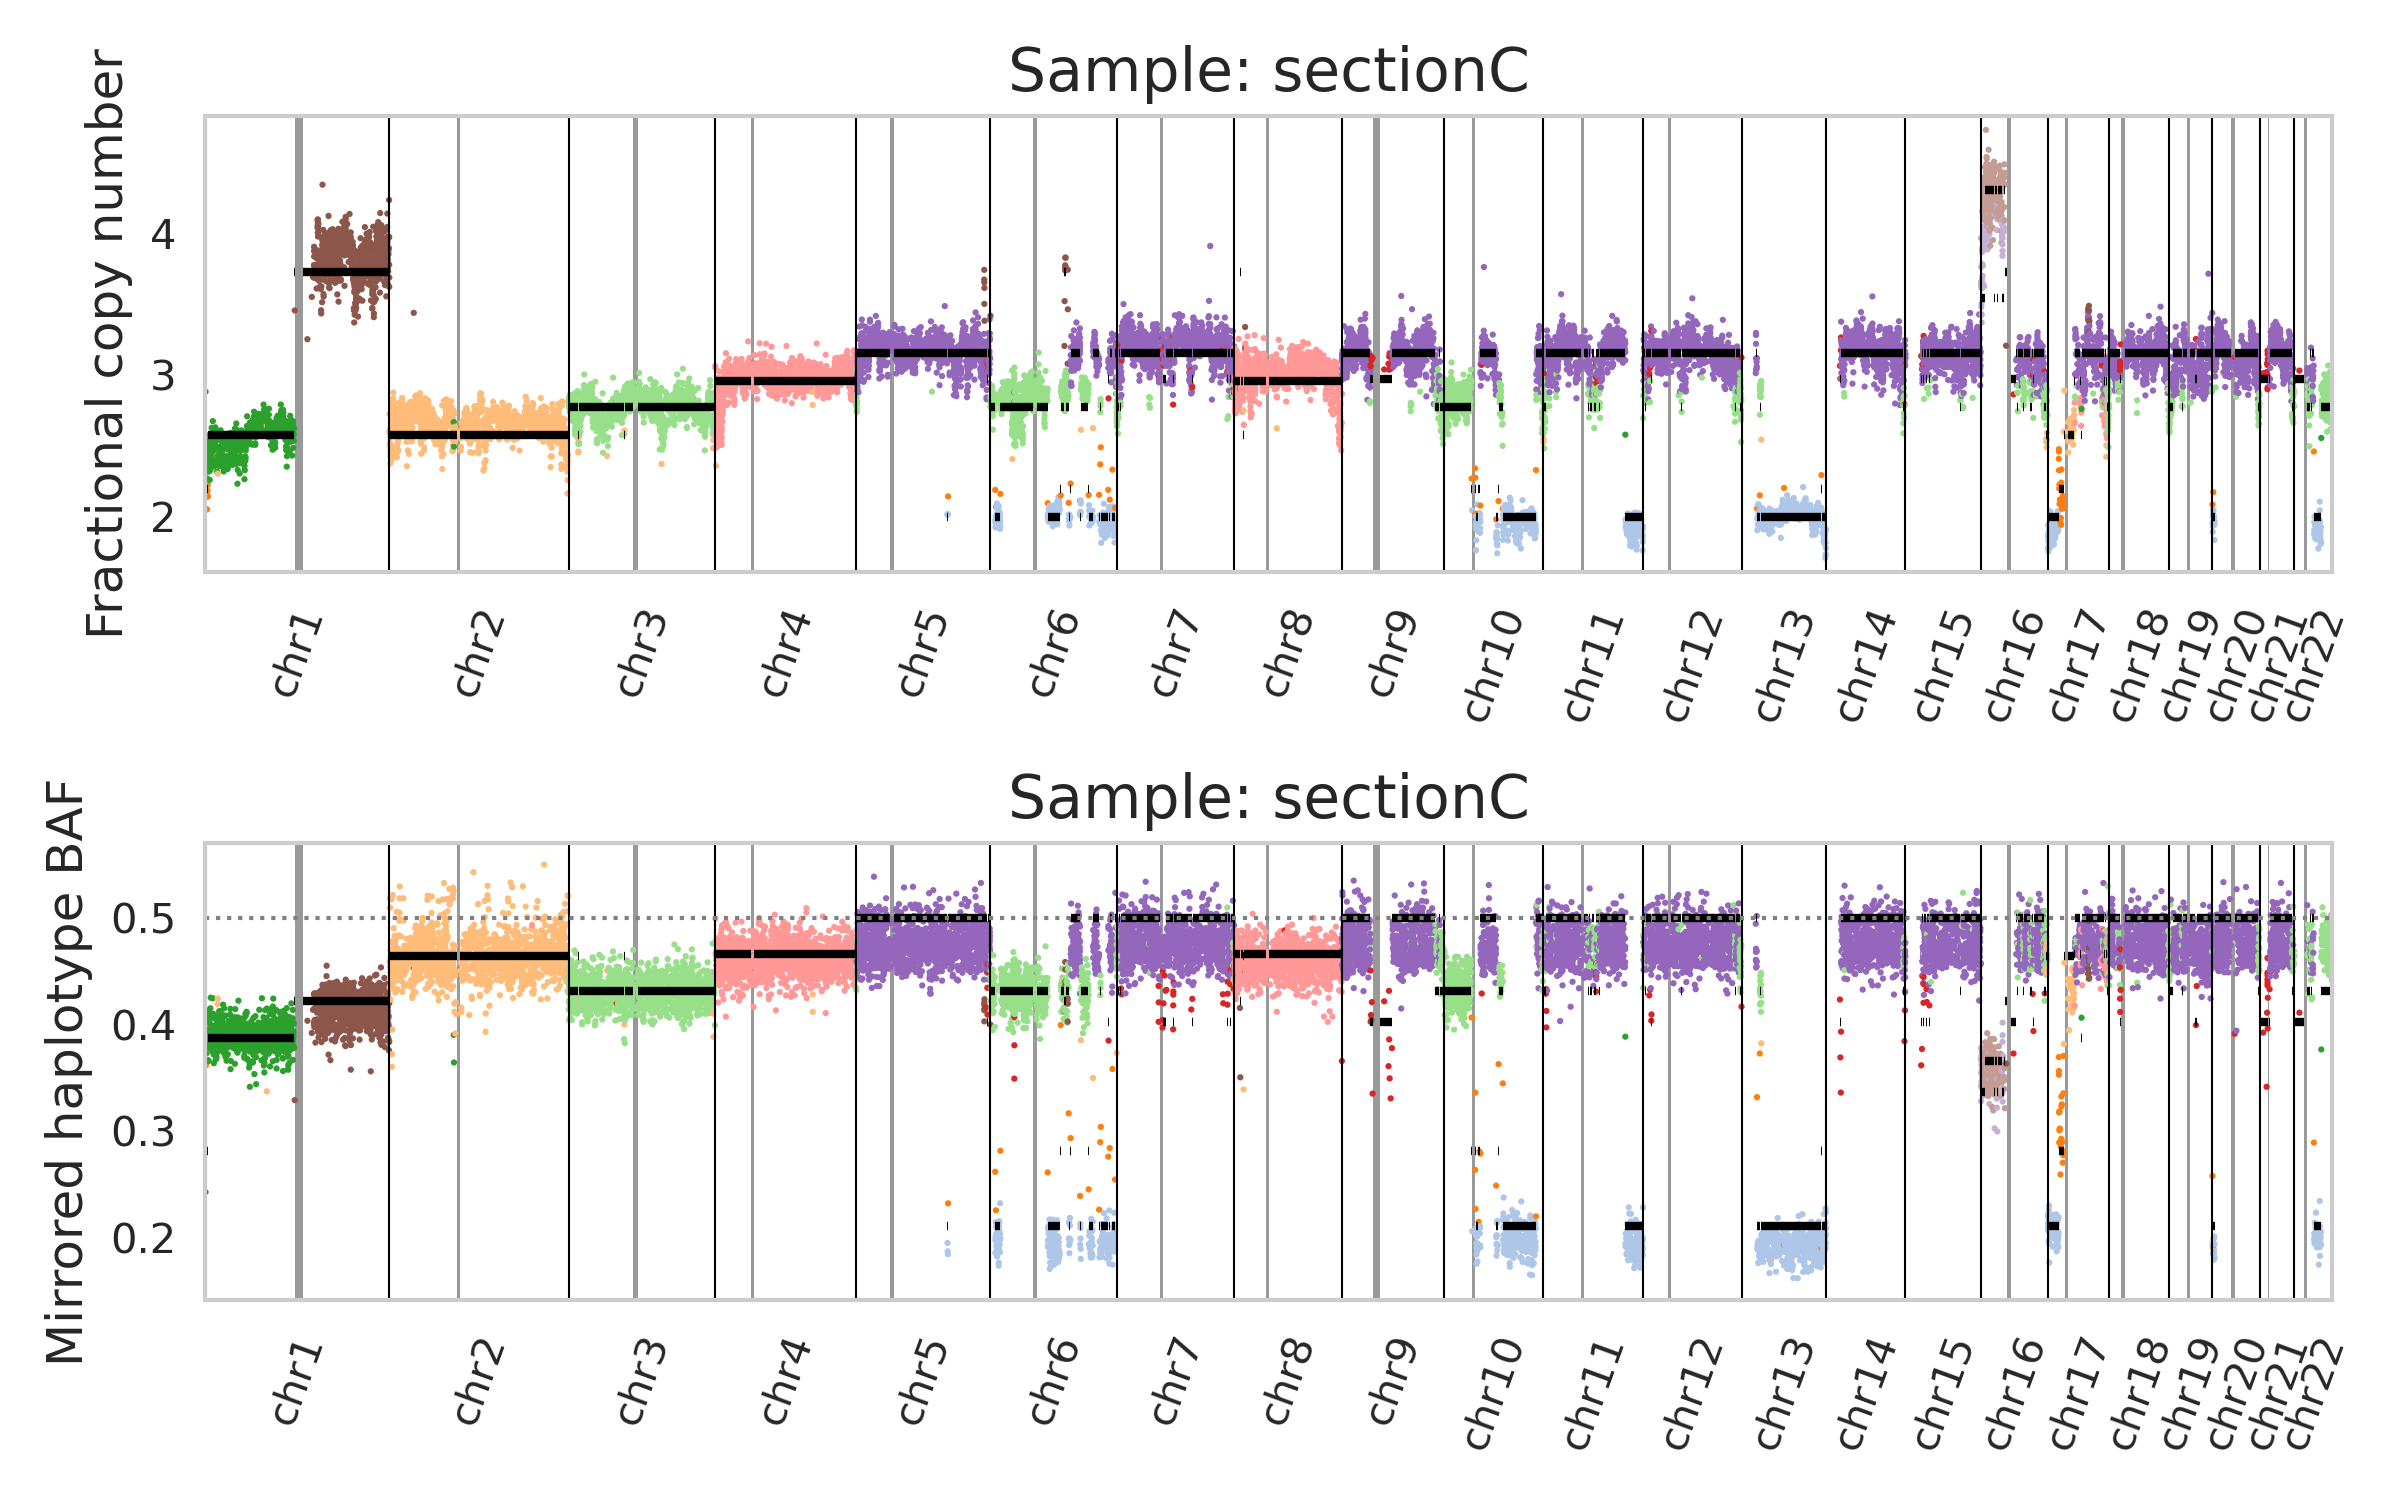 Sample: sectionC
Fractional copy number
4
3
2
chr1 chr2 chr3 chr4 chr5 chr6 chr7 chr8 chr9 chr10 chr11 chr12 chr13 chr14 chr15 chr16 chr17 chr18 chr19 chr20 chr21 chr22
Sample: sectionC
Mirrored haplotype BAF
0.5
0.4
0.3
0.2
chr1 chr2 chr3 chr4 chr5 chr6 chr7 chr8 chr9 chr10 chr11 chr12 chr13 chr14 chr15 chr16 chr17 chr18 chr19 chr20 chr21 chr22